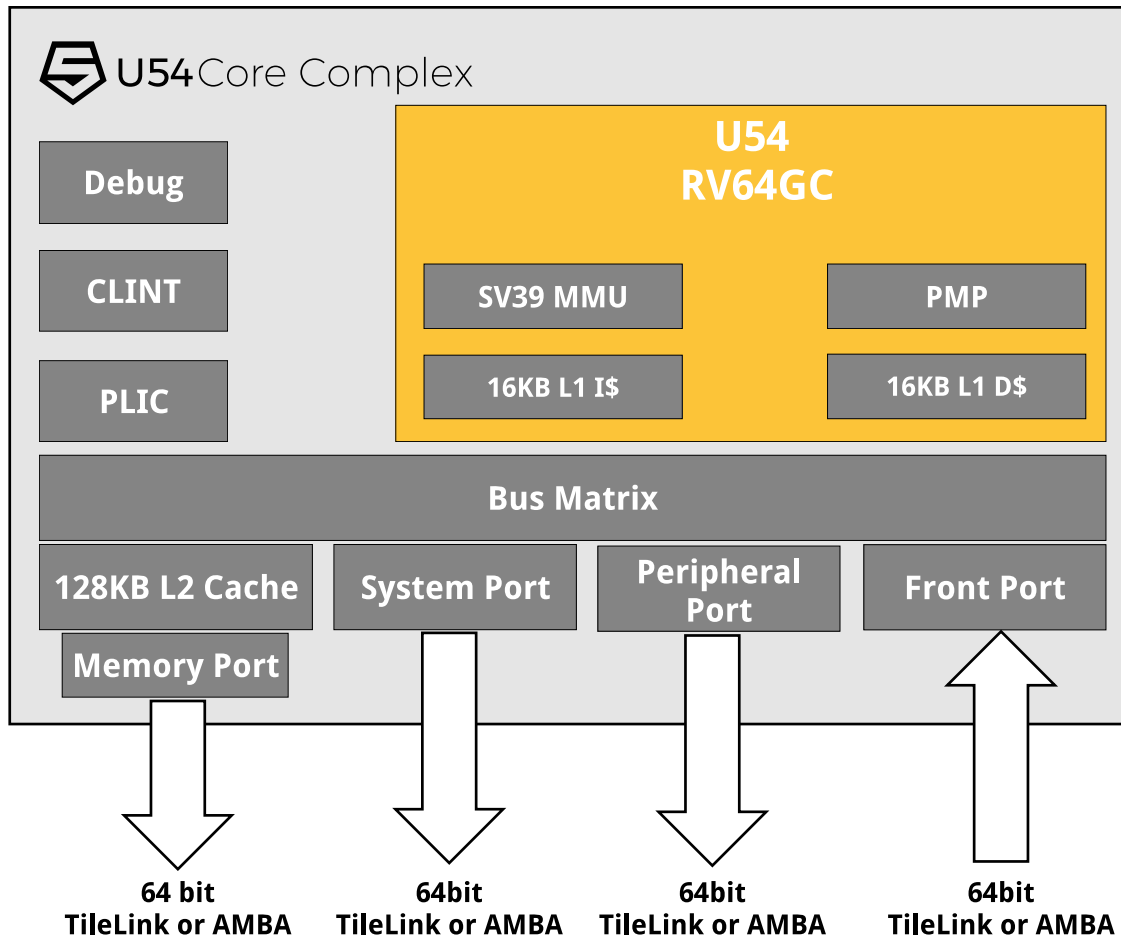 U54 Core Complex
U54
RV64GC
Debug
CLINT
PLIC
SV39 MMU
PMP
16KB L1 I$
16KB L1 D$
Bus Matrix
128KB L2 Cache
System Port
Peripheral
Port
Front Port
Memory Port
64 bit
TileLink or AMBA
64bit
TileLink or AMBA
64bit
TileLink or AMBA
64bit
TileLink or AMBA